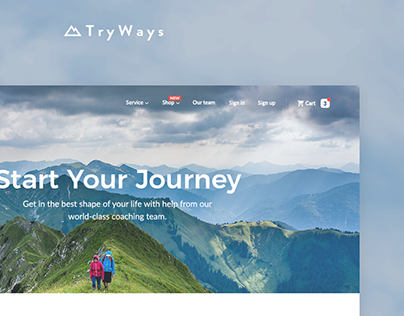 TryWays
NEW
Service Shop Our team Sign in Sign up Cart 3
Start Your Journey
Get in the best shape of your life with help from our
world-class coaching team.